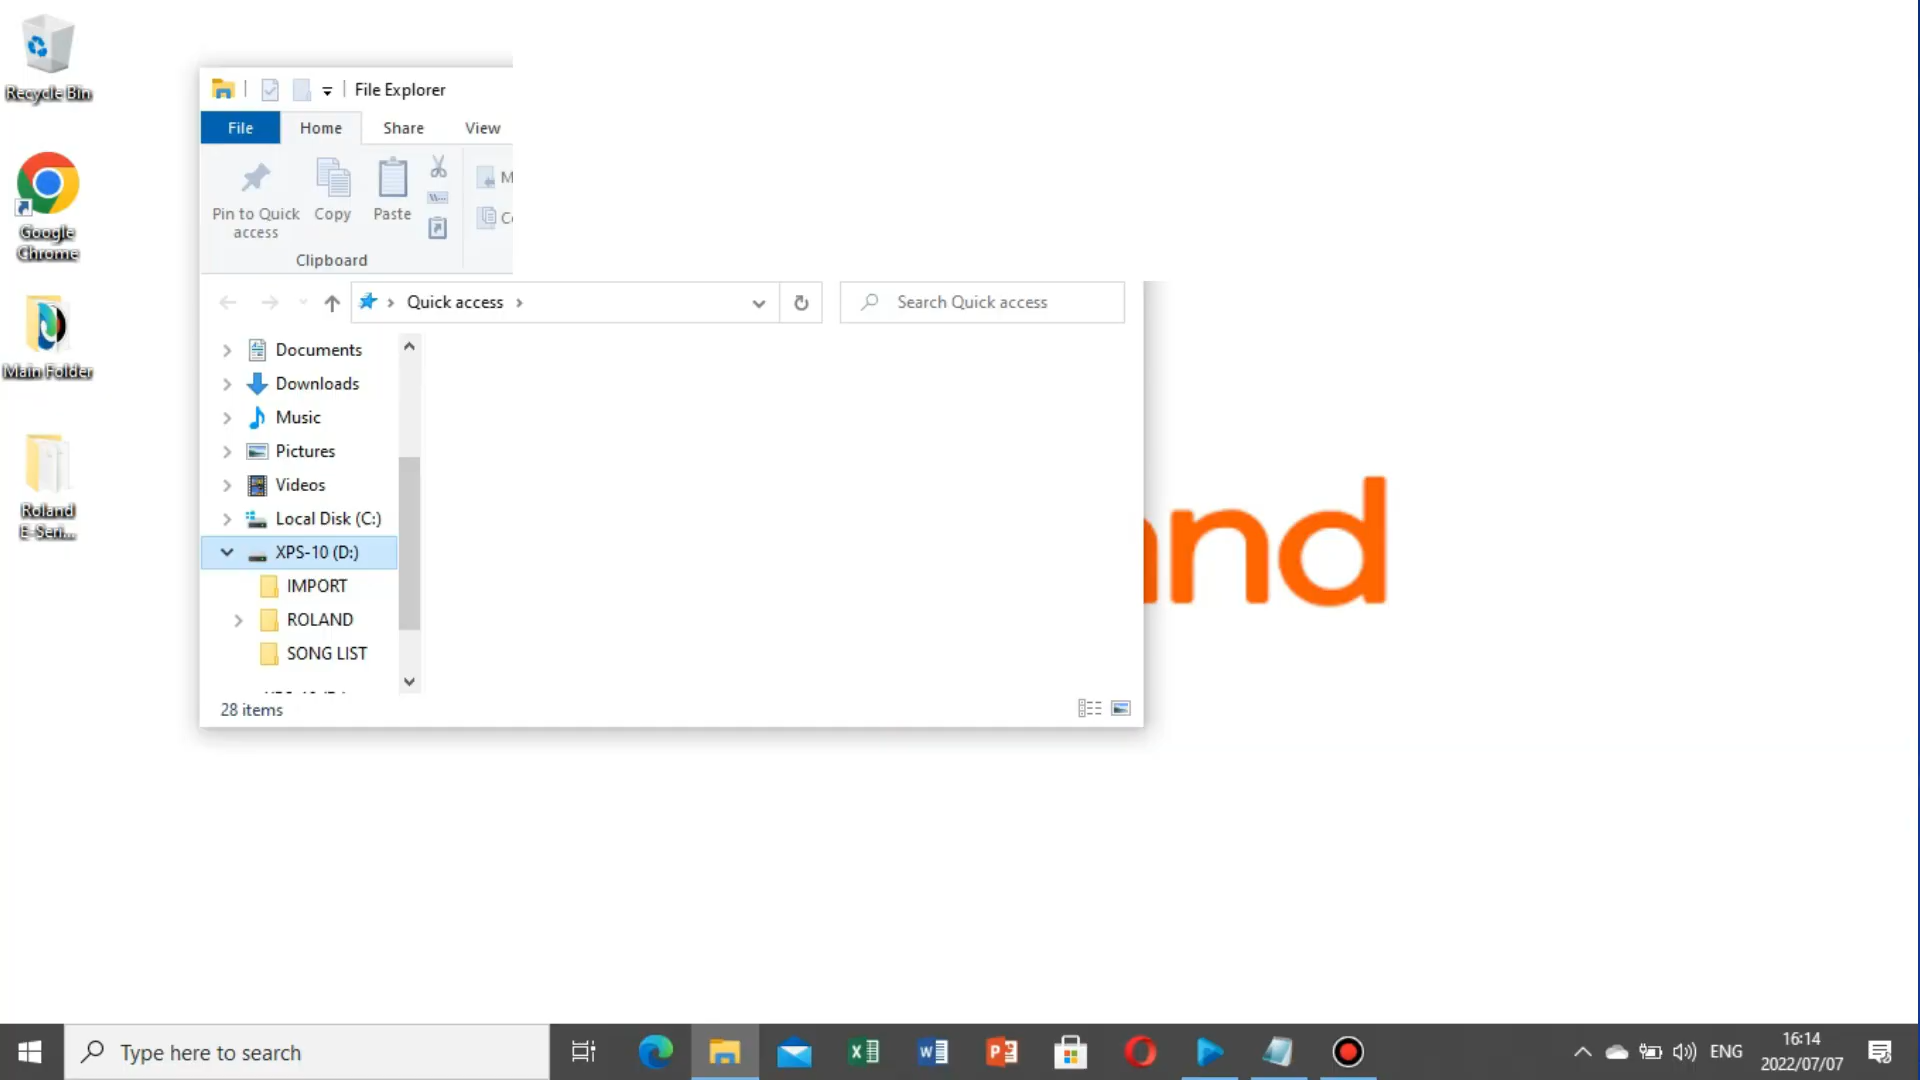 Recycle Bin
Google
Chrome
Main Folder
Roland
E-Seri...
File Explorer
File Home Share View
Pin to Quick
access
Copy
Paste
Clipboard
Quick access
Search Quick access
Documents
Downloads
Music
Pictures
Videos
Local Disk (C:)
XPS-10 (D:)
IMPORT
ROLAND
SONG LIST
28 items
and
Type here to search
ENG
16:14
2022/07/07